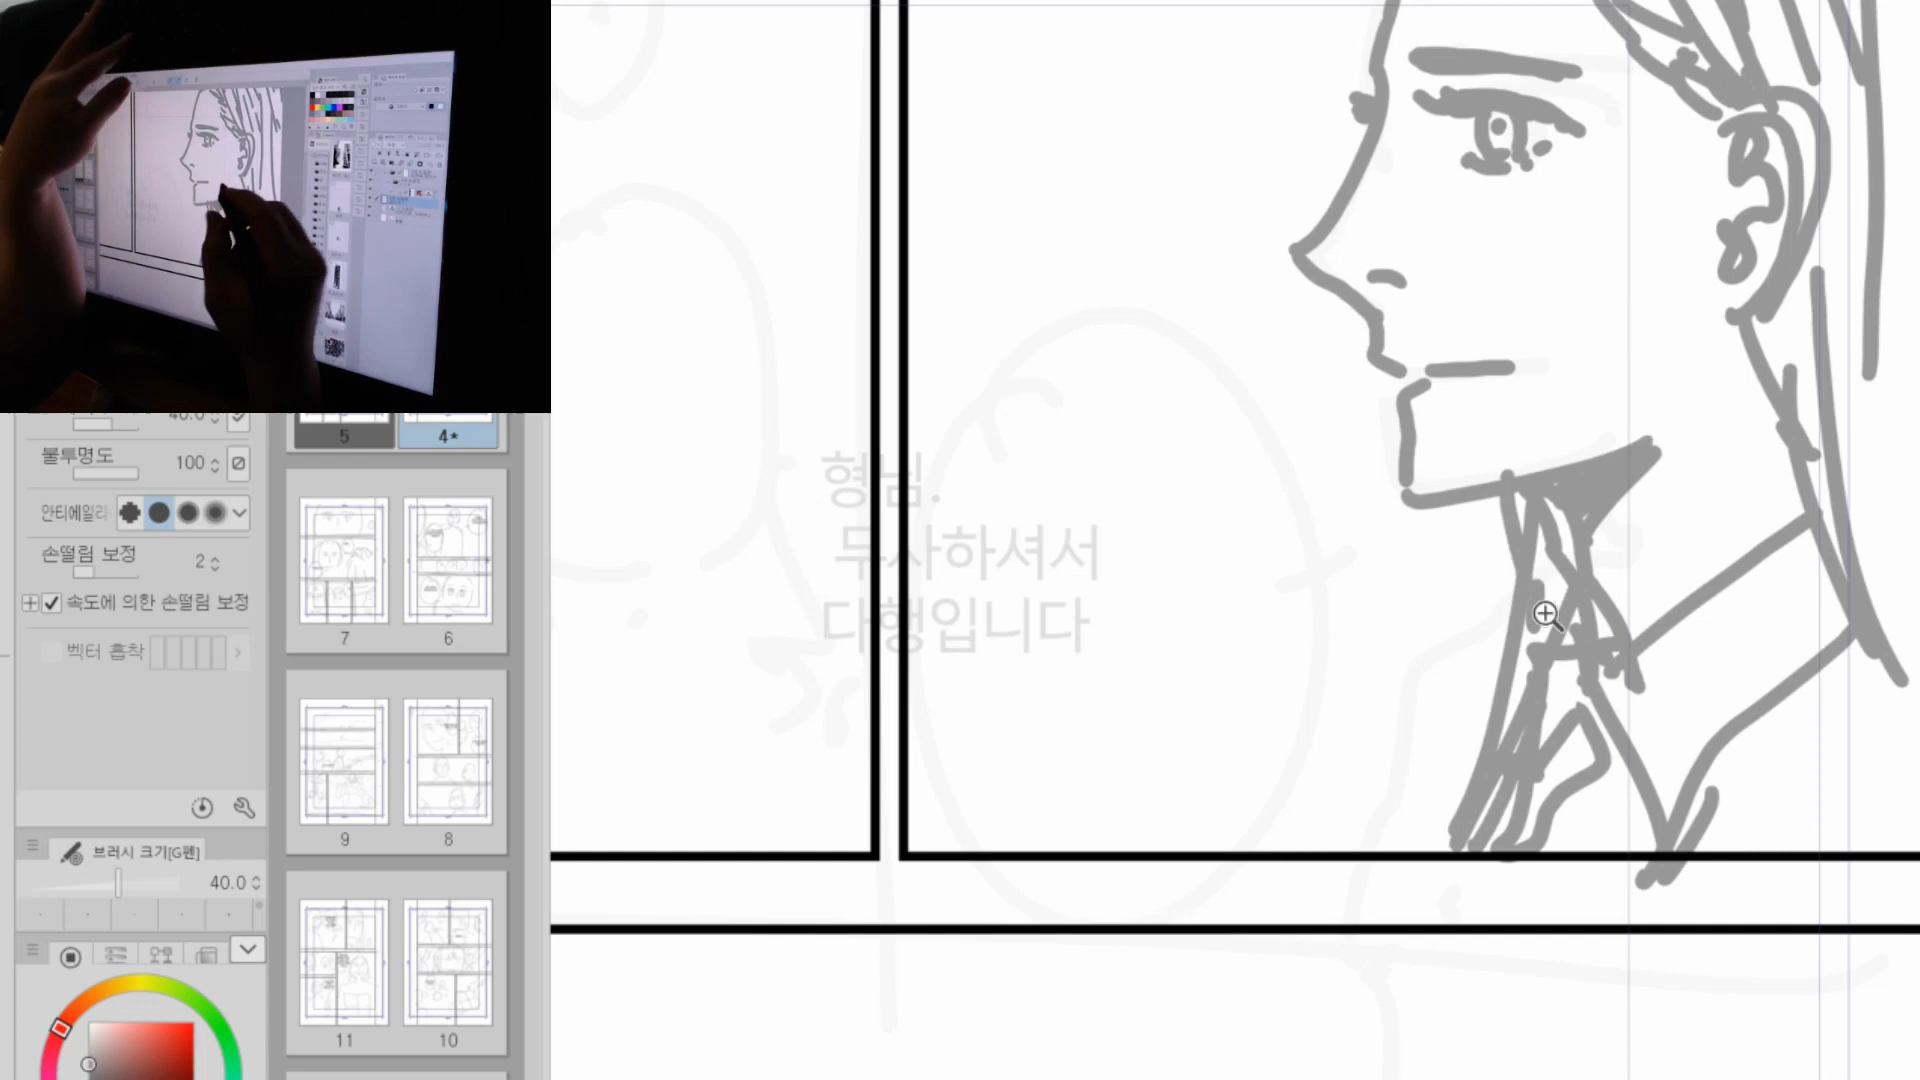 40.0
5
4*
불투명도
100
안티에일리
손떨림 보정
2
속도에 의한 손떨림 보정
벡터 흡착
7
6
9
8
브러시 크기[G펜]
40.0
11
10
형님.
무사하셔서
다행입니다